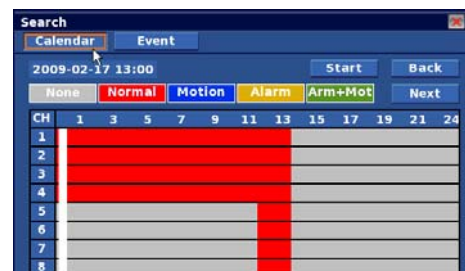 Search
Calendar Event
2009-02-17 13:00 Start Back
None Normal Motion Alarm Arm+Mot Next
CH 1 3 5 7 9 11 13 15 17 19 21 24
1
2
3
4
5
6
7
8